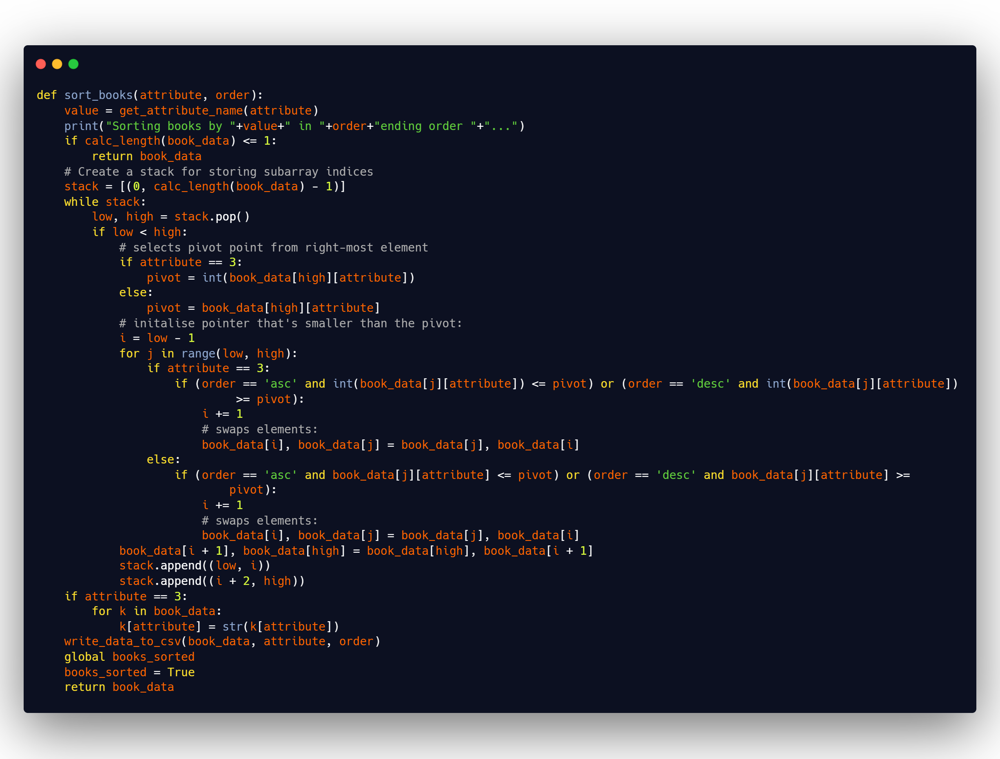 def sort_books(attribute, order):
    value = get_attribute_name(attribute)
    print("Sorting books by "+value+" in "+order+"ending order "+"...")
    if calc_length(book_data) <= 1:
        return book_data
    # Create a stack for storing subarray indices
    stack = [(0, calc_length(book_data) - 1)]
    while stack:
        low, high = stack.pop()
        if low < high:
            # selects pivot point from right-most element
            if attribute == 3:
                pivot = int(book_data[high][attribute])
            else:
                pivot = book_data[high][attribute]
            # initalise pointer that's smaller than the pivot:
            i = low - 1
            for j in range(low, high):
                if attribute == 3:
                    if (order == 'asc' and int(book_data[j][attribute]) <= pivot) or (order == 'desc' and int(book_data[j][attribute])
                             >= pivot):
                        i += 1
                        # swaps elements:
                        book_data[i], book_data[j] = book_data[j], book_data[i]
                else:
                    if (order == 'asc' and book_data[j][attribute] <= pivot) or (order == 'desc' and book_data[j][attribute] >=
                            pivot):
                        i += 1
                        # swaps elements:
                        book_data[i], book_data[j] = book_data[j], book_data[i]
            book_data[i + 1], book_data[high] = book_data[high], book_data[i + 1]
            stack.append((low, i))
            stack.append((i + 2, high))
    if attribute == 3:
        for k in book_data:
            k[attribute] = str(k[attribute])
    write_data_to_csv(book_data, attribute, order)
    global books_sorted
    books_sorted = True
    return book_data